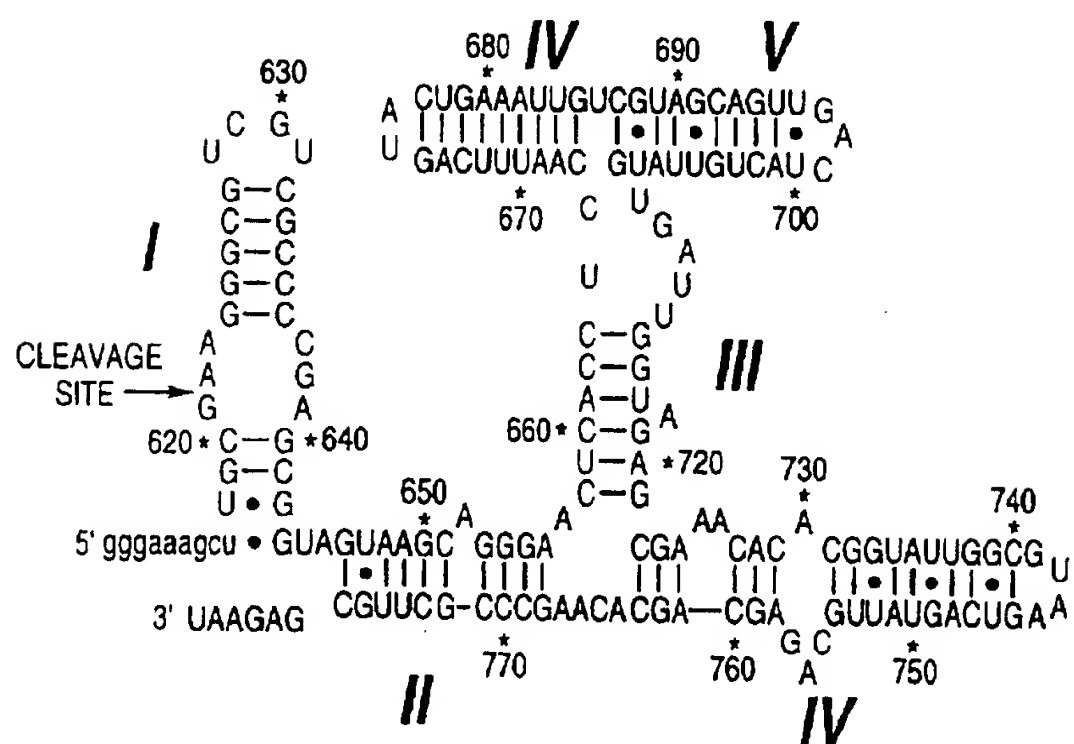 680 IV 690 V
630
A CUGAAAUUGUCGUAGCAGUU G
C G
U U
A
U GACUUUAAC GUAUUGUCAU C
G–C
670 C U 700
C–G
G
I
G–C
A
G–C
U U
G–C
U
A C
C–G
CLEAVAGE
SITE
A G
C–G
III
G A
A–U A
620 * C–G * 640
660 * C–G
G–C
U–A * 720
U • G
650
C–G
730
740
5' gggaaagcu • GUAGUAAGC A GGGA A
CGA AA CAC A CGGUAUUGGC G U
3' UAAGAG
CGUUCG–CCCGAACACGA–CGA G A C GUUAUGACUGA A
770
760
750
II
IV